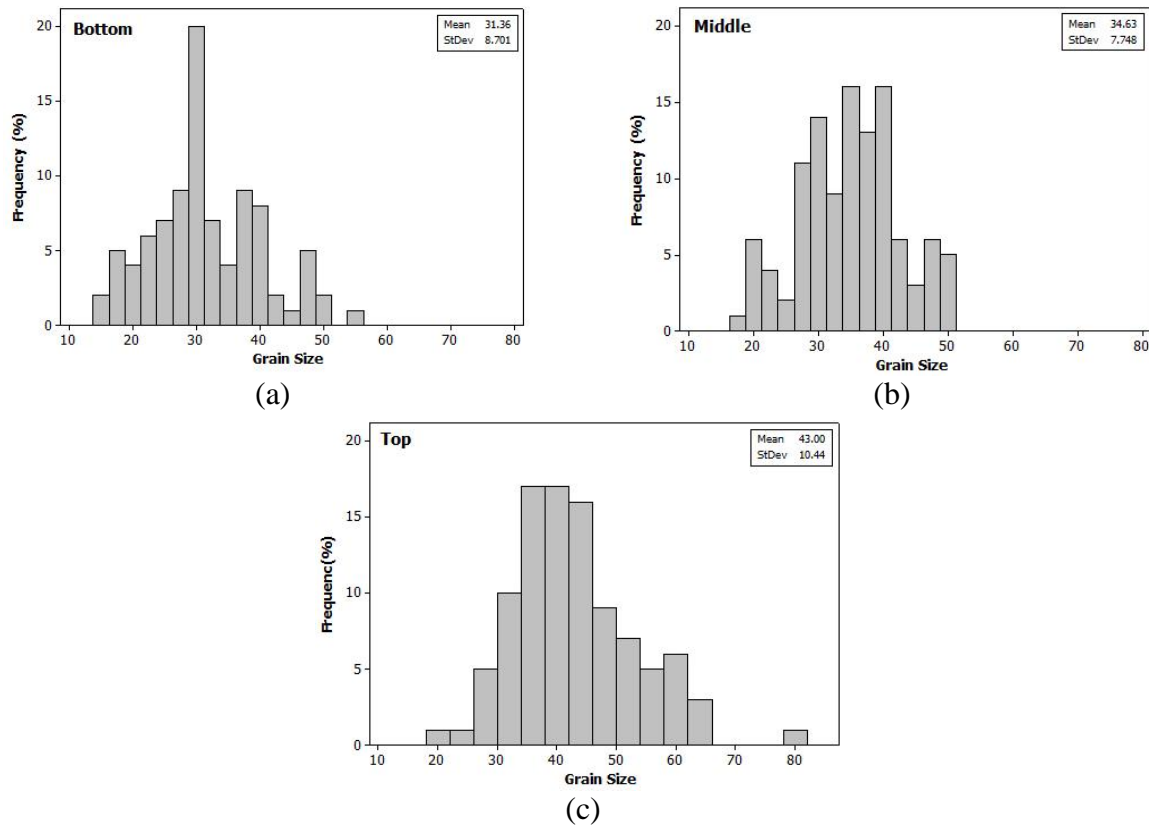 Bottom
Mean 31.36
StDev 8.701
20
15
10
5
0
Frequency (%)
10 20 30 40 50 60 70 80
Grain Size
(a)
Middle
Mean 34.63
StDev 7.748
20
15
10
5
0
Frequency (%)
10 20 30 40 50 60 70 80
Grain Size
(b)
Top
Mean 43.00
StDev 10.44
20
15
10
5
0
Frequenc(%)
10 20 30 40 50 60 70 80
Grain Size
(c)